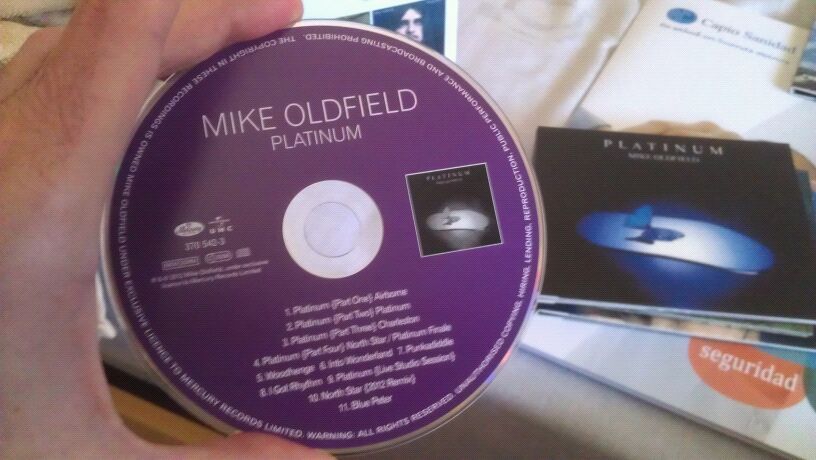 MIKE OLDFIELD
PLATINUM
PLATINUM
UMC
370 542-3
1. Platinum (Part One) Airborne
2. Platinum (Part Two) Platinum
3. Platinum (Part Three) Charleston
4. Platinum (Part Four) North Star / Platinum Finale
5. Woodhenge 6. Into Wonderland 7. Punkadiddle
8. I Got Rhythm 9. Platinum (Live Studio Session)
10. North Star (2012 Remix)
11. Blue Peter
THE COPYRIGHT IN THESE RECORDINGS IS OWNED MIKE OLDFIELD UNDER EXCLUSIVE LICENCE TO MERCURY RECORDS LIMITED. WARNING: ALL RIGHTS RESERVED. UNAUTHORISED COPYING, HIRING, LENDING, REPRODUCTION, PUBLIC PERFORMANCE AND BROADCASTING PROHIBITED.
Capio Sanidad
PLATINUM
MIKE OLDFIELD
seguridad